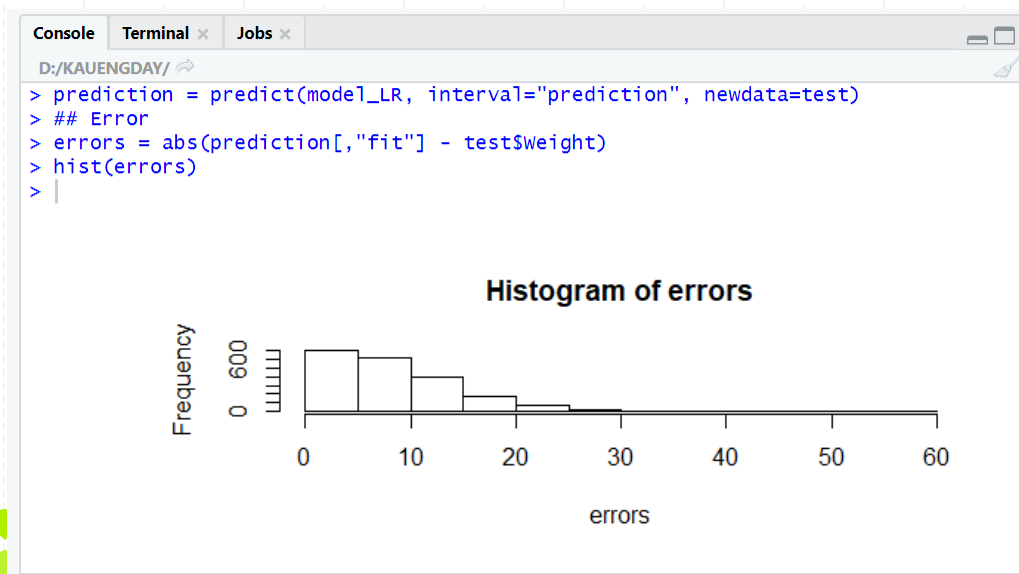 Console Terminal Jobs
D:/KAUENGDAY/
> prediction = predict(model_LR, interval="prediction", newdata=test)
> ## Error
> errors = abs(prediction[,"fit"] - test$Weight)
> hist(errors)
>
Histogram of errors
Frequency
600
0
0 10 20 30 40 50 60
errors